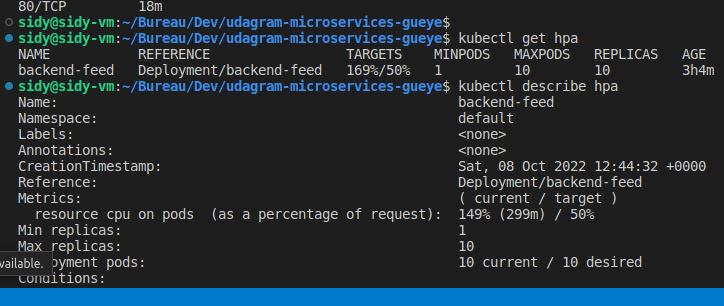 80/TCP 18m
sidy@sidy-vm:~/Bureau/Dev/udagram-microservices-gueye$
sidy@sidy-vm:~/Bureau/Dev/udagram-microservices-gueye$ kubectl get hpa
NAME REFERENCE TARGETS MINPODS MAXPODS REPLICAS AGE
backend-feed Deployment/backend-feed 169%/50% 1 10 10 3h4m
sidy@sidy-vm:~/Bureau/Dev/udagram-microservices-gueye$ kubectl describe hpa
Name: backend-feed
Namespace: default
Labels: <none>
Annotations: <none>
CreationTimestamp: Sat, 08 Oct 2022 12:44:32 +0000
Reference: Deployment/backend-feed
Metrics: ( current / target )
resource cpu on pods (as a percentage of request): 149% (299m) / 50%
Min replicas: 1
Max replicas: 10
vailable. oyment pods: 10 current / 10 desired
Conditions: